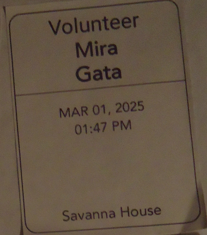 Volunteer
Mira
Gata
MAR 01, 2025
01:47 PM
Savanna House